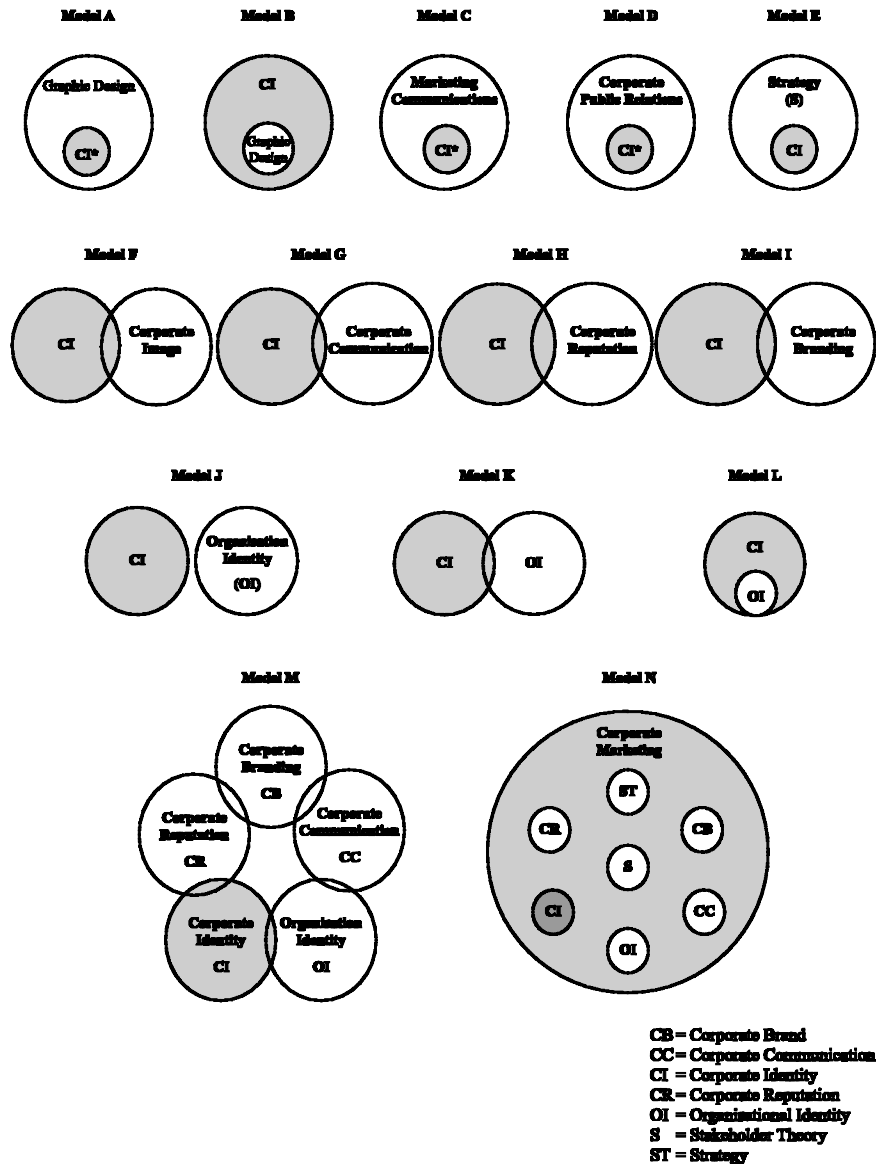 Model A
Model B
Model C
Model D
Model E
Graphic Design
CI*
CI
Graphic
Design
Marketing
Communications
CI*
Corporate
Public Relations
CI*
Strategy
(S)
CI
Model F
Model G
Model H
Model I
CI
Corporate
Image
CI
Corporate
Communication
CI
Corporate
Reputation
CI
Corporate
Branding
Model J
Model K
Model L
CI
Organisation
Identity
(OI)
CI
OI
CI
OI
Model M
Model N
Corporate
Branding
CB
Corporate
Reputation
CR
Corporate
Communication
CC
Corporate
Identity
CI
Organisation
Identity
OI
Corporate
Marketing
ST
CR
CB
S
CI
CC
OI
CB = Corporate Brand
CC = Corporate Communication
CI = Corporate Identity
CR = Corporate Reputation
OI = Organisational Identity
S = Stakeholder Theory
ST = Strategy